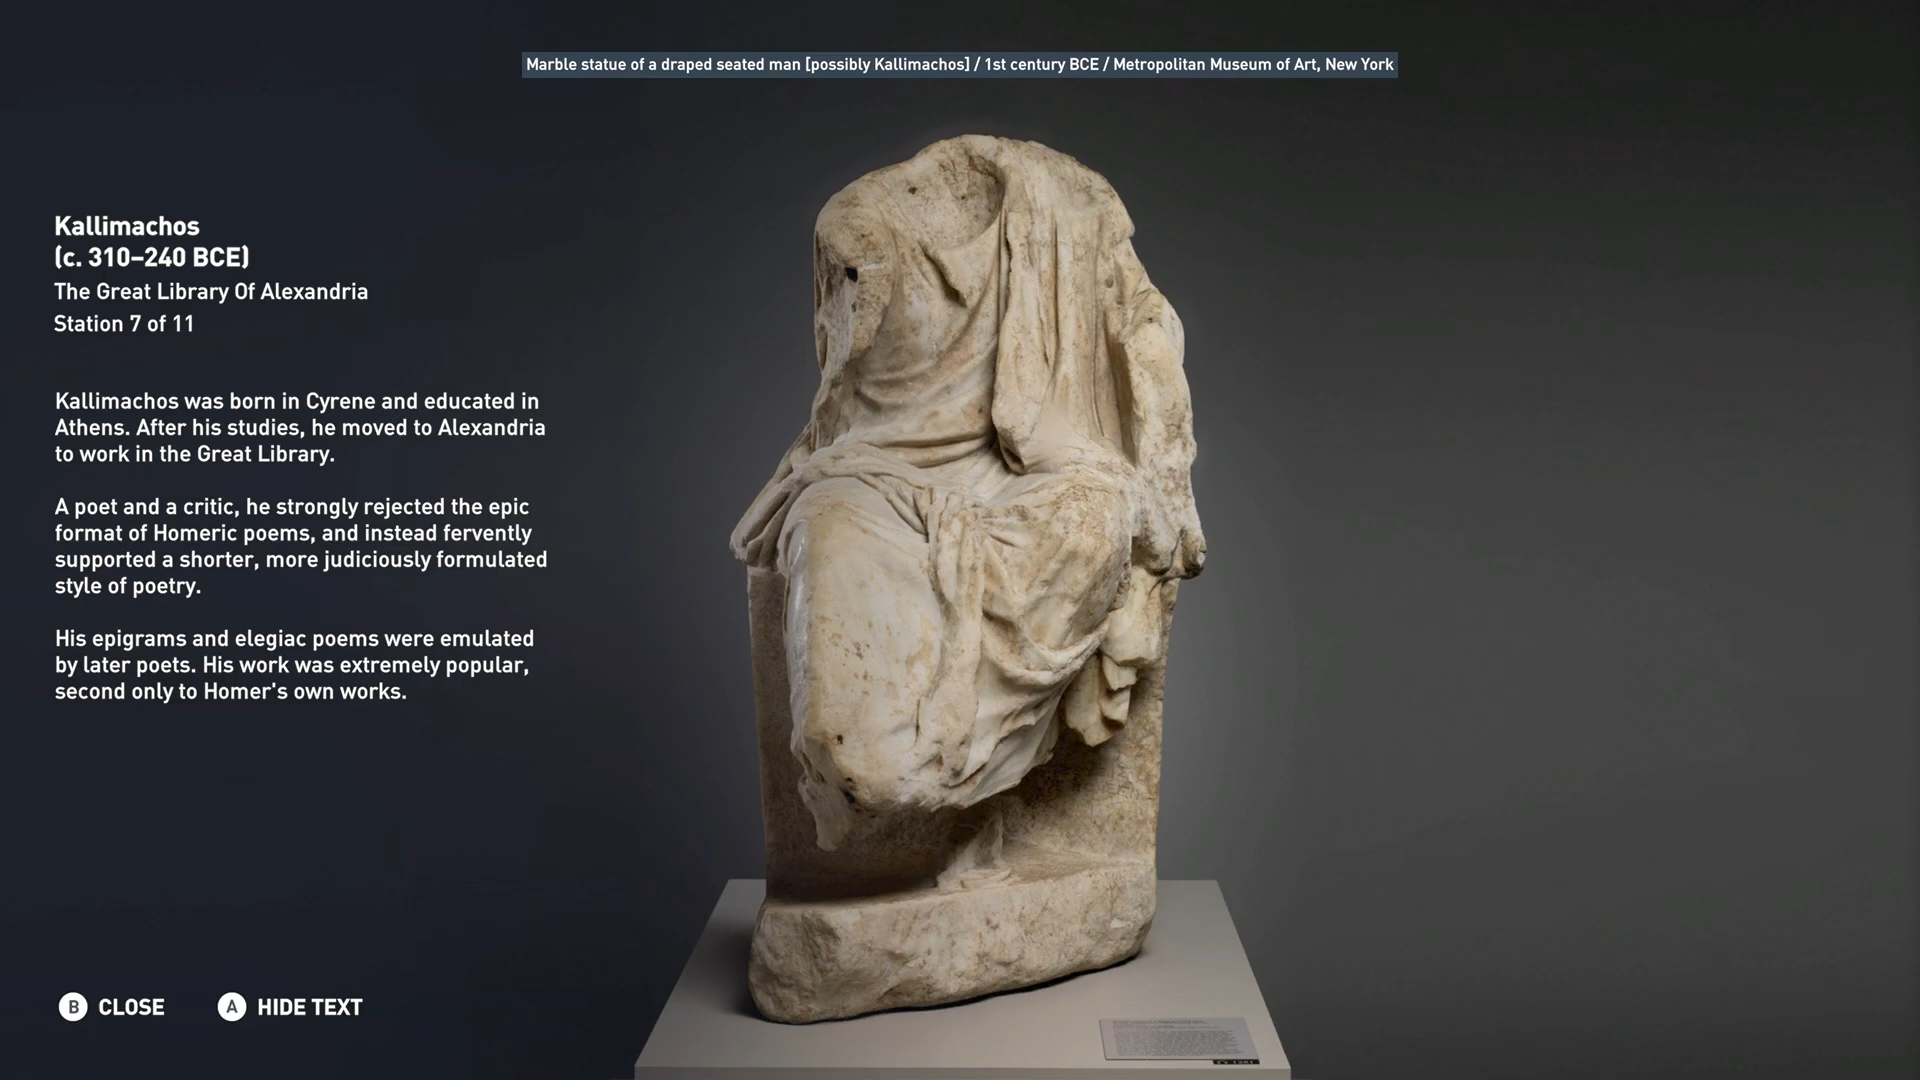 Marble statue of a draped seated man [possibly Kallimachos] / 1st century BCE / Metropolitan Museum of Art, New York
Kallimachos
(c. 310–240 BCE)
The Great Library Of Alexandria
Station 7 of 11
Kallimachos was born in Cyrene and educated in
Athens. After his studies, he moved to Alexandria
to work in the Great Library.
A poet and a critic, he strongly rejected the epic
format of Homeric poems, and instead fervently
supported a shorter, more judiciously formulated
style of poetry.
His epigrams and elegiac poems were emulated
by later poets. His work was extremely popular,
second only to Homer's own works.
B CLOSE A HIDE TEXT